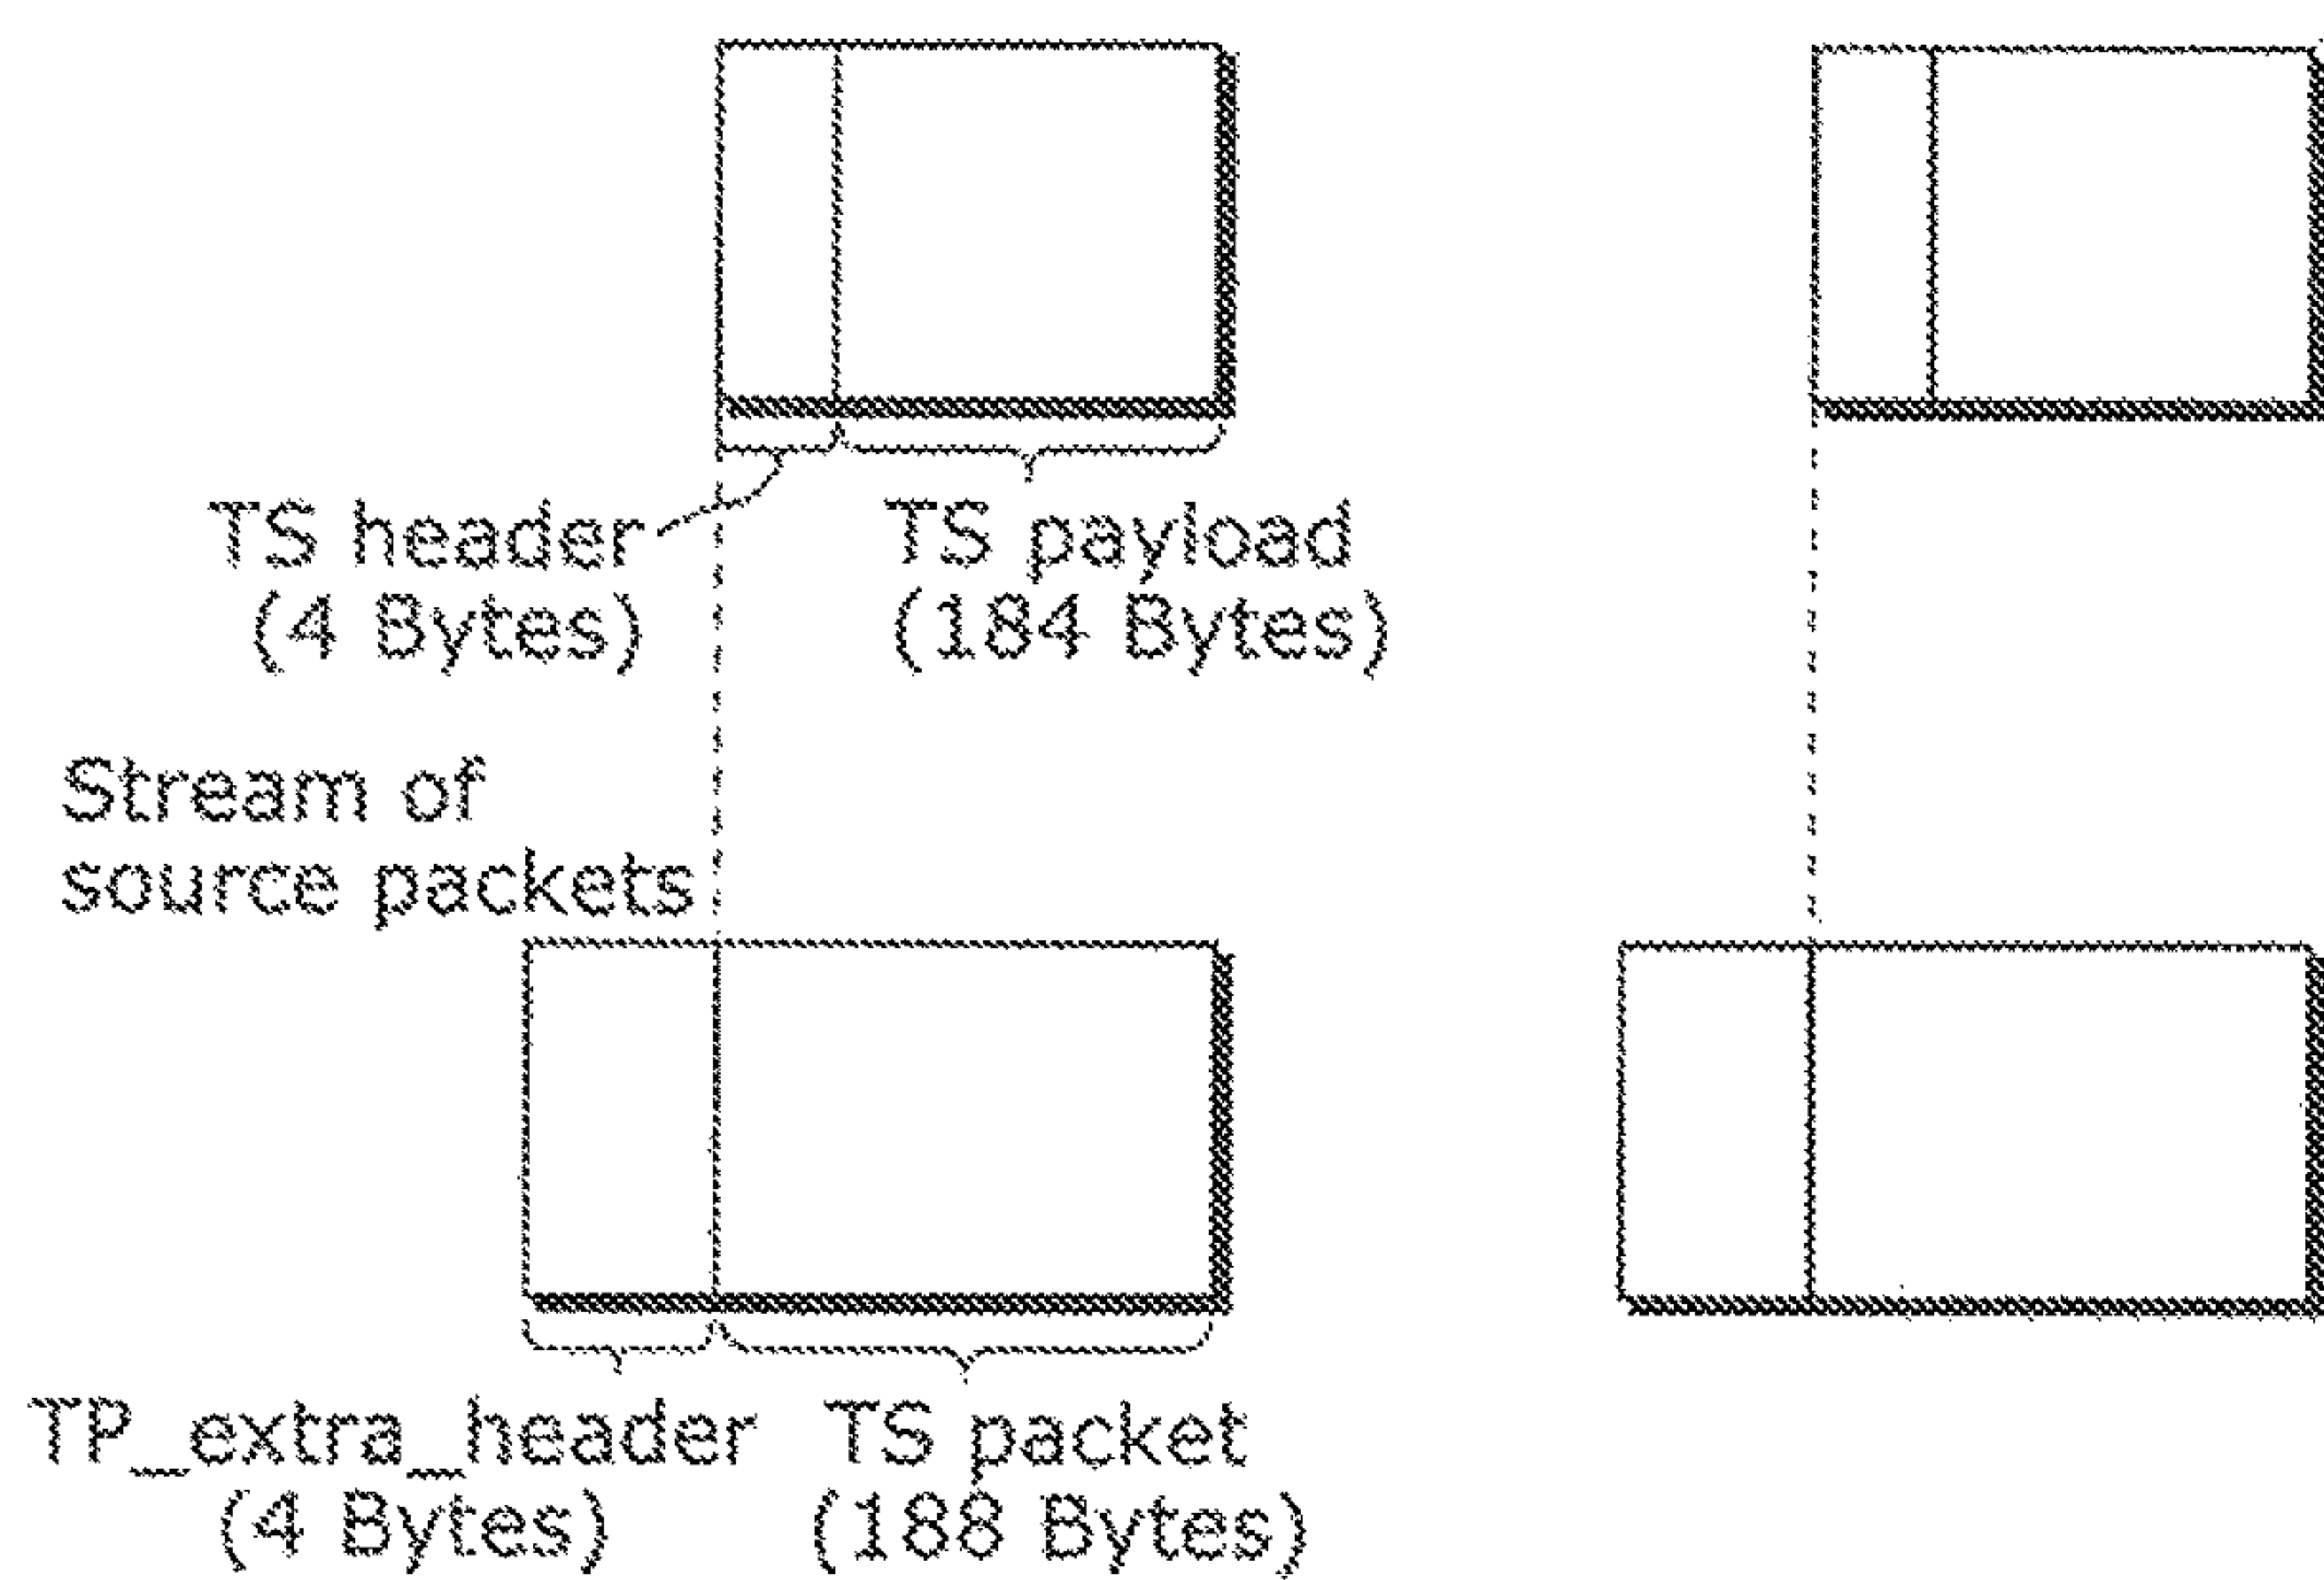 TS header
(4 Bytes)
TS payload
(184 Bytes)
Stream of
source packets
TP_extra_header
(4 Bytes)
TS packet
(188 Bytes)